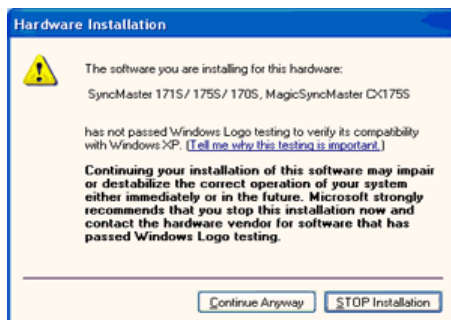 Hardware Installation
The software you are installing for this hardware:
SyncMaster 171S/ 175S/ 170S, MagicSyncMaster CX175S
has not passed Windows Logo testing to verify its compatibility
with Windows XP. (Tell me why this testing is important.)
Continuing your installation of this software may impair
or destabilize the correct operation of your system
either immediately or in the future. Microsoft strongly
recommends that you stop this installation now and
contact the hardware vendor for software that has
passed Windows Logo testing.
Continue Anyway
STOP Installation